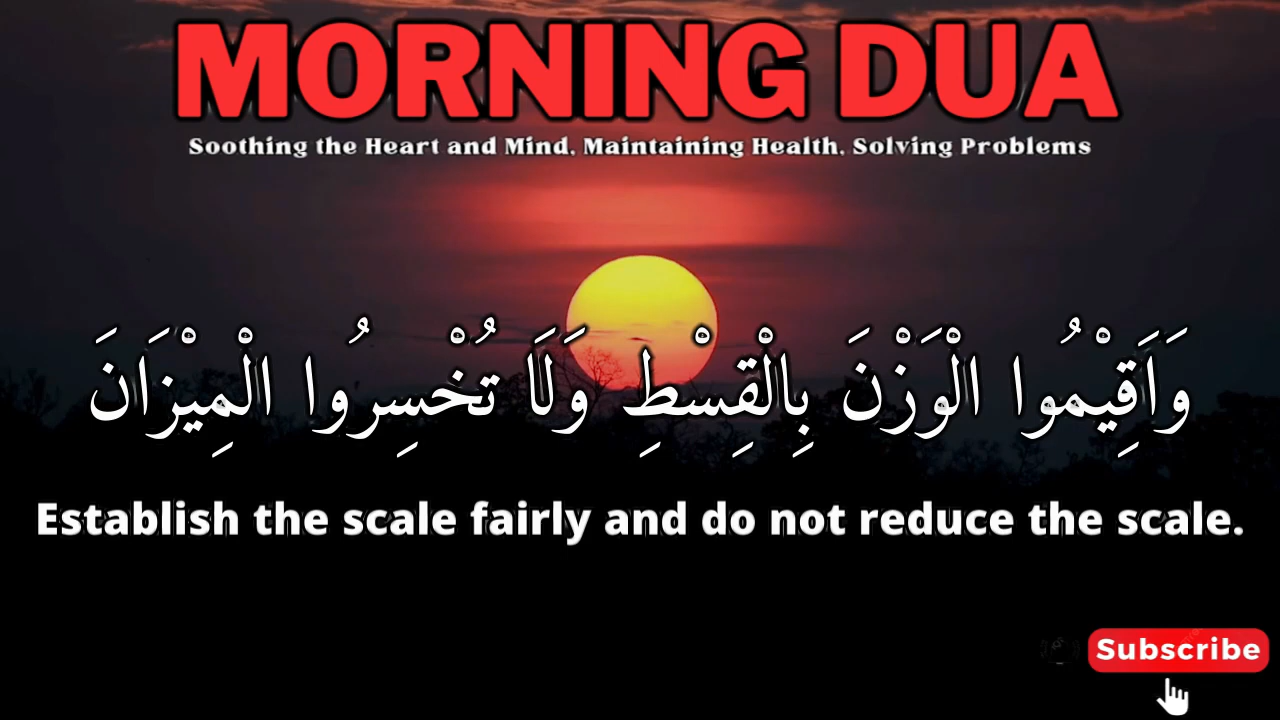 MORNING DUA
Soothing the Heart and Mind, Maintaining Health, Solving Problems
وَاَقِيْمُوا الْوَزْنَ بِالْقِسْطِ وَلَا تُخْسِرُوا الْمِيْزَانَ
Establish the scale fairly and do not reduce the scale.
Subscribe